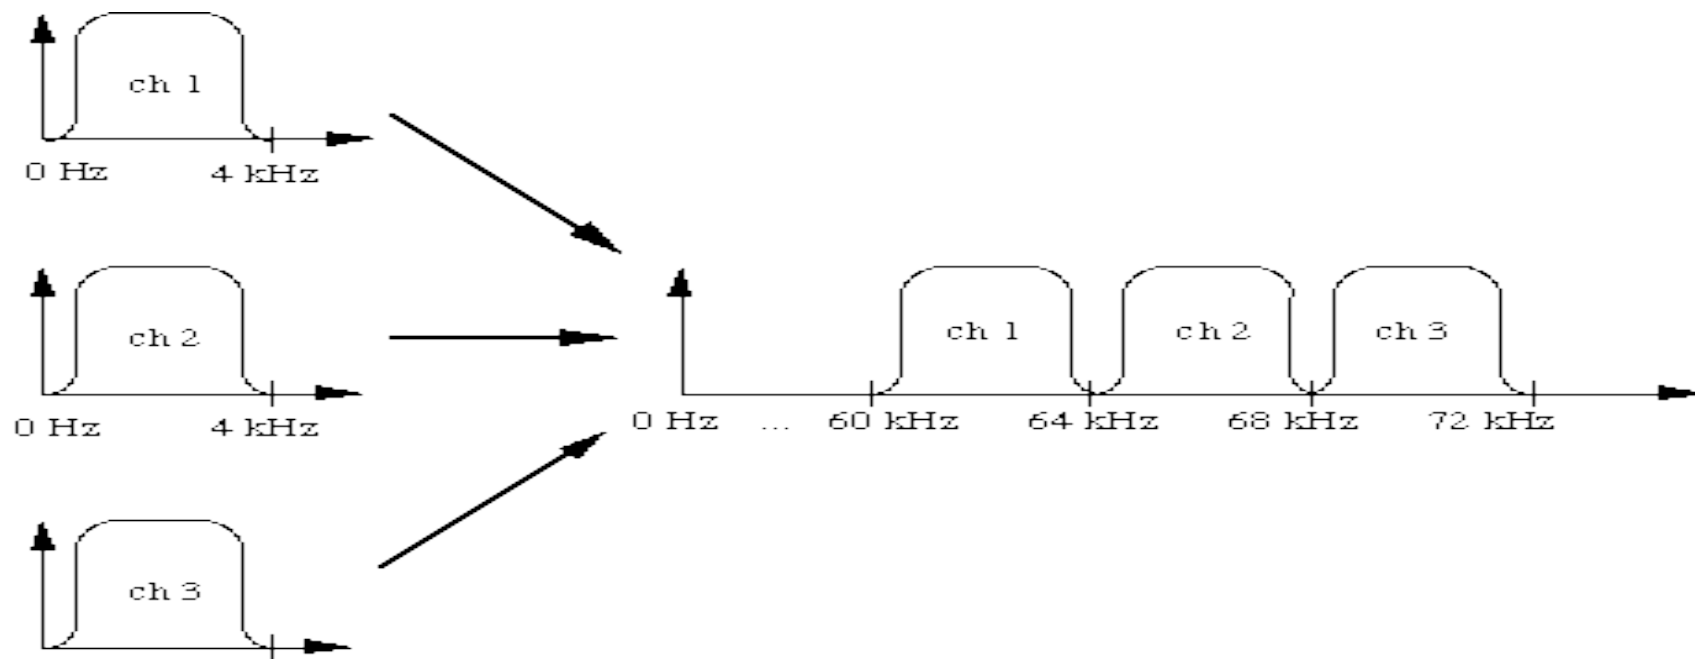 ch 1
0 Hz 4 kHz
ch 2
0 Hz 4 kHz
ch 3
ch 1 ch 2 ch 3
0 Hz ... 60 kHz 64 kHz 68 kHz 72 kHz